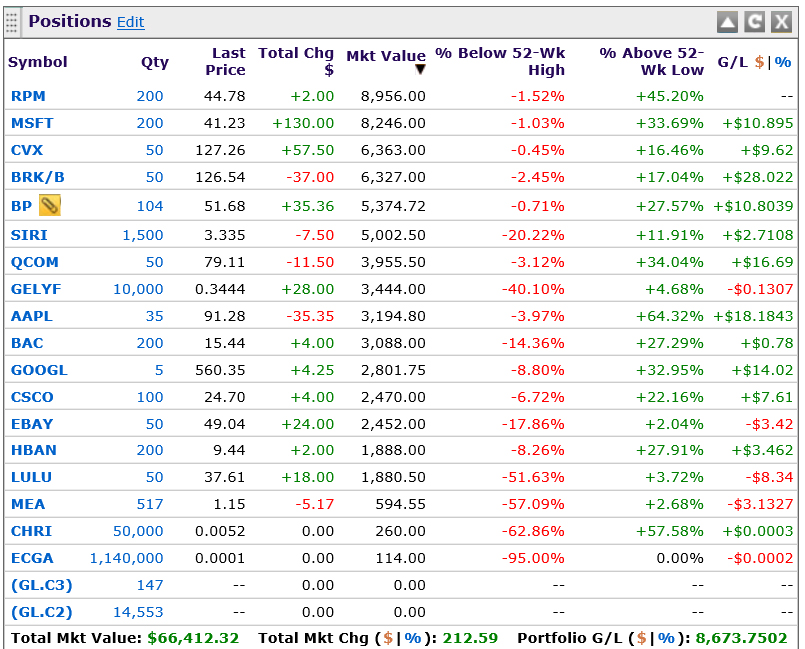 Positions Edit
Symbol Qty Last Price Total Chg $ Mkt Value ▼ % Below 52-Wk High % Above 52-Wk Low G/L $|%
RPM 200 44.78 +2.00 8,956.00 -1.52% +45.20% --
MSFT 200 41.23 +130.00 8,246.00 -1.03% +33.69% +$10.895
CVX 50 127.26 +57.50 6,363.00 -0.45% +16.46% +$9.62
BRK/B 50 126.54 -37.00 6,327.00 -2.45% +17.04% +$28.022
BP 104 51.68 +35.36 5,374.72 -0.71% +27.57% +$10.8039
SIRI 1,500 3.335 -7.50 5,002.50 -20.22% +11.91% +$2.7108
QCOM 50 79.11 -11.50 3,955.50 -3.12% +34.04% +$16.69
GELYF 10,000 0.3444 +28.00 3,444.00 -40.10% +4.68% -$0.1307
AAPL 35 91.28 -35.35 3,194.80 -3.97% +64.32% +$18.1843
BAC 200 15.44 +4.00 3,088.00 -14.36% +27.29% +$0.78
GOOGL 5 560.35 +4.25 2,801.75 -8.80% +32.95% +$14.02
CSCO 100 24.70 +4.00 2,470.00 -6.72% +22.16% +$7.61
EBAY 50 49.04 +24.00 2,452.00 -17.86% +2.04% -$3.42
HBAN 200 9.44 +2.00 1,888.00 -8.26% +27.91% +$3.462
LULU 50 37.61 +18.00 1,880.50 -51.63% +3.72% -$8.34
MEA 517 1.15 -5.17 594.55 -57.09% +2.68% -$3.1327
CHRI 50,000 0.0052 0.00 260.00 -62.86% +57.58% +$0.0003
ECGA 1,140,000 0.0001 0.00 114.00 -95.00% 0.00% -$0.0002
(GL.C3) 147 -- 0.00 0.00 -- -- --
(GL.C2) 14,553 -- 0.00 0.00 -- -- --
Total Mkt Value: $66,412.32 Total Mkt Chg ($|%): 212.59 Portfolio G/L ($|%): 8,673.7502